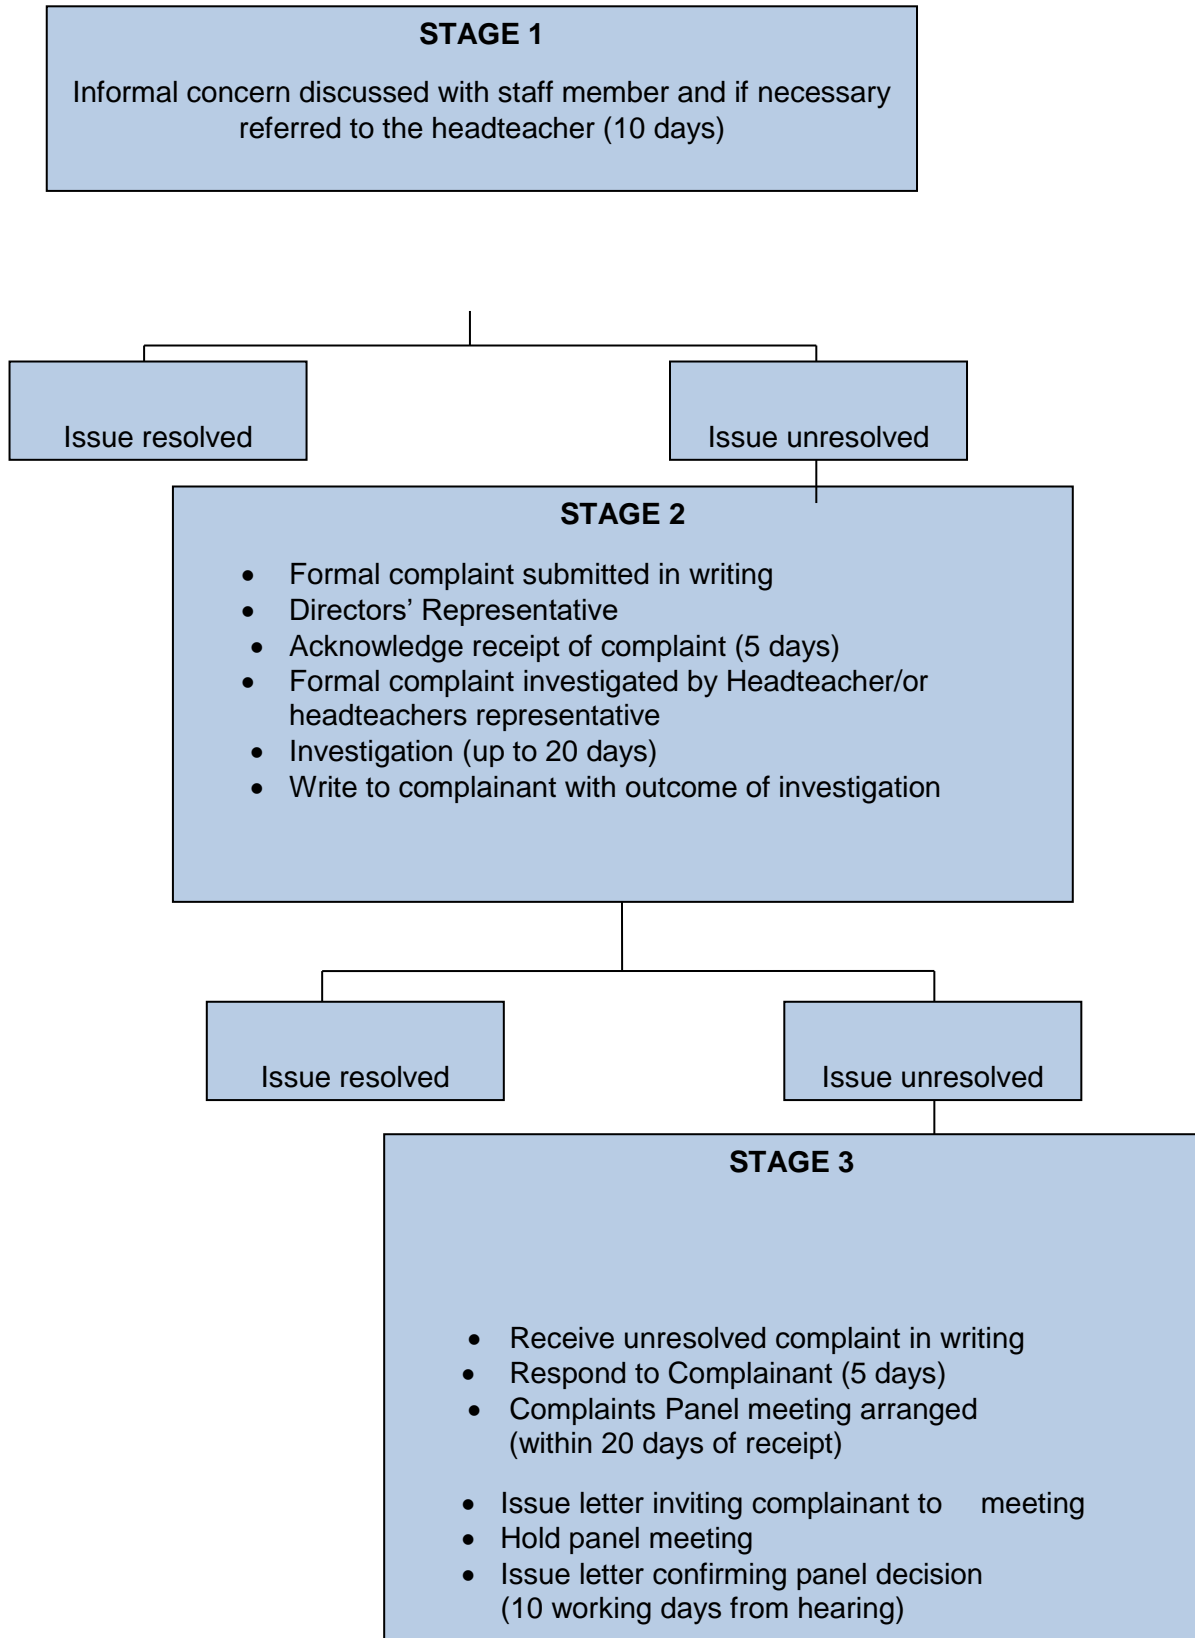 STAGE 1
Informal concern discussed with staff member and if necessary
referred to the headteacher (10 days)
Issue resolved
Issue unresolved
STAGE 2
• Formal complaint submitted in writing
• Directors’ Representative
• Acknowledge receipt of complaint (5 days)
• Formal complaint investigated by Headteacher/or
headteachers representative
• Investigation (up to 20 days)
• Write to complainant with outcome of investigation
Issue resolved
Issue unresolved
STAGE 3
• Receive unresolved complaint in writing
• Respond to Complainant (5 days)
• Complaints Panel meeting arranged
(within 20 days of receipt)
• Issue letter inviting complainant to meeting
• Hold panel meeting
• Issue letter confirming panel decision
(10 working days from hearing)